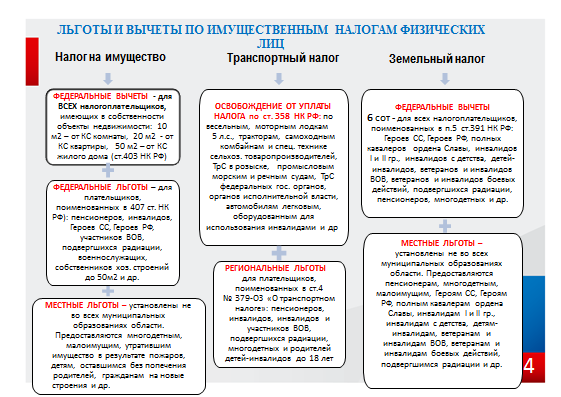 ЛЬГОТЫ И ВЫЧЕТЫ ПО ИМУЩЕСТВЕННЫМ НАЛОГАМ ФИЗИЧЕСКИХ
ЛИЦ
Налог на имущество
ФЕДЕРАЛЬНЫЕ ВЫЧЕТЫ - для
ВСЕХ налогоплательщиков,
имеющих в собственности
объекты недвижимости: 10
м2 – от КС комнаты, 20 м2 - от
КС квартиры, 50 м2 – от КС
жилого дома (ст.403 НК РФ)
ФЕДЕРАЛЬНЫЕ ЛЬГОТЫ – для
плательщиков,
поименованных в 407 ст. НК
РФ): пенсионеров, инвалидов,
Героев СС, Героев РФ,
участников ВОВ,
подвергшихся радиации,
военнослужащих,
собственников хоз. строений
до 50м2 и др.
МЕСТНЫЕ ЛЬГОТЫ – установлены не
во всех муниципальных
образованиях области.
Предоставляются многодетным,
малоимущим, утратившим
имущество в результате пожаров,
детям, оставшимся без попечения
родителей, гражданам на новые
строения и др.
Транспортный налог
ОСВОБОЖДЕНИЕ ОТ УПЛАТЫ
НАЛОГА по ст.358 НК РФ: по
весельным, моторным лодкам
5 л.с., тракторам, самоходным
комбайнам и спец. технике
сельхоз. товаропроизводителей,
ТрС в розыске, промысловым
морским и речным судам, ТрС
федеральных гос. органов,
органов исполнительной власти,
автомобилям легковым,
оборудованным для
использования инвалидами и др
РЕГИОНАЛЬНЫЕ ЛЬГОТЫ
для плательщиков,
поименованных в ст.4
№ 379-ОЗ «О транспортном
налоге»: пенсионеров,
инвалидов, инвалидов и
участников ВОВ,
подвергшихся радиации,
многодетных и родителей
детей-инвалидов до 18 лет
Земельный налог
ФЕДЕРАЛЬНЫЕ ВЫЧЕТЫ
6 СОТ - для всех налогоплательщиков,
поименованных в п.5 ст.391 НК РФ:
Героев СС, Героев РФ, полных
кавалеров ордена Славы, инвалидов
I и II гр., инвалидов с детства, детей-
инвалидов, ветеранов и инвалидов
ВОВ, ветеранов и инвалидов боевых
действий, подвергшихся радиации,
пенсионеров, многодетных и др.
МЕСТНЫЕ ЛЬГОТЫ –
установлены не во всех
муниципальных образованиях
области. Предоставляются
пенсионерам, многодетным,
малоимущим, Героям СС, Героям
РФ, полным кавалерам ордена
Славы, инвалидам I и II гр.,
инвалидам с детства, детям-
инвалидам, ветеранам и
инвалидам ВОВ, ветеранам и
инвалидам боевых действий,
подвергшимся радиации и др.
4